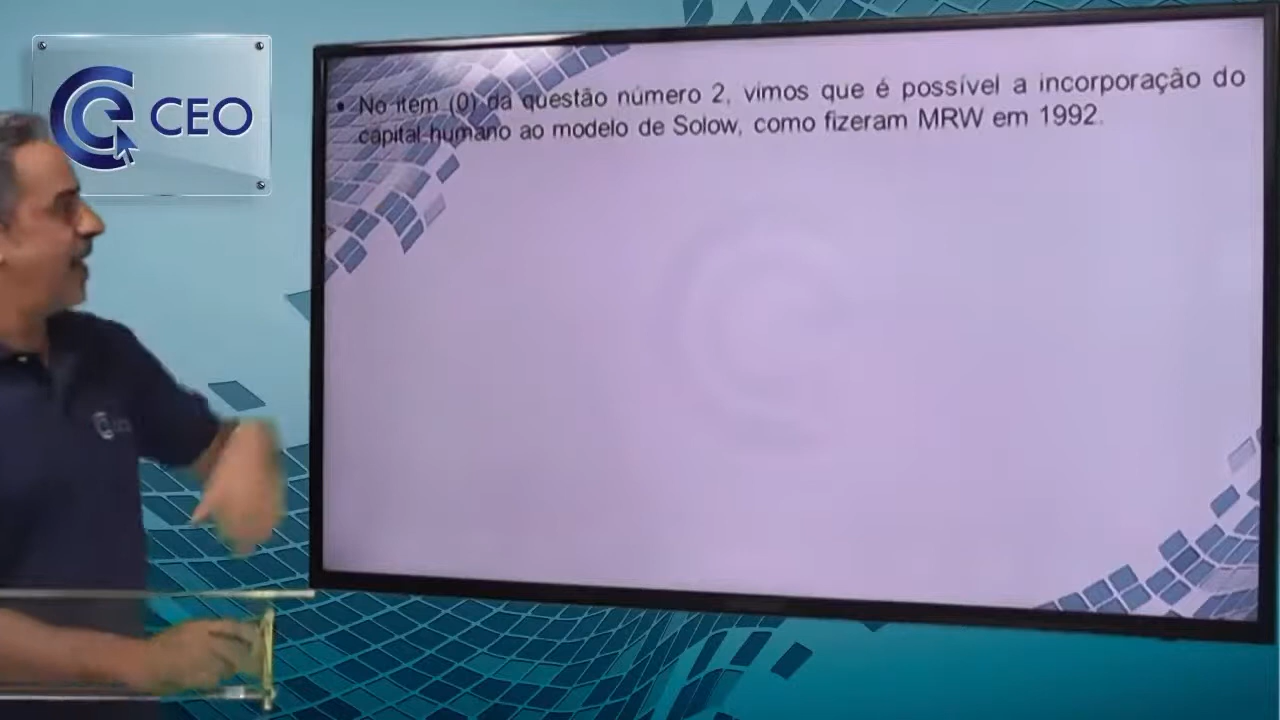 CEO
• No item (0) da questão número 2, vimos que é possível a incorporação do
capital humano ao modelo de Solow, como fizeram MRW em 1992.